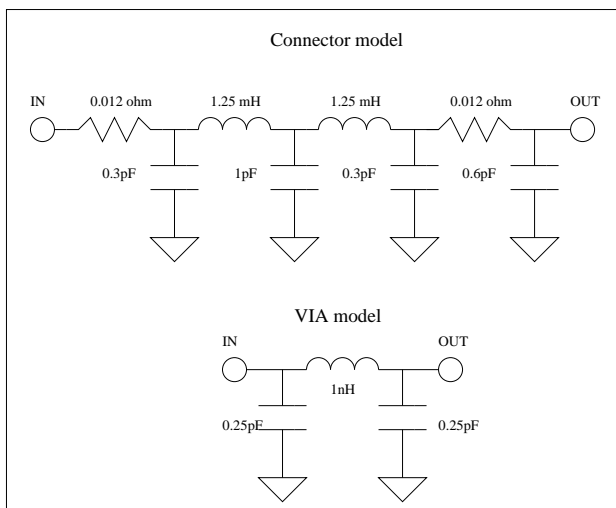 Connector model
IN
0.012 ohm
1.25 mH
1.25 mH
0.012 ohm
OUT
0.3pF
1pF
0.3pF
0.6pF
VIA model
IN
OUT
1nH
0.25pF
0.25pF